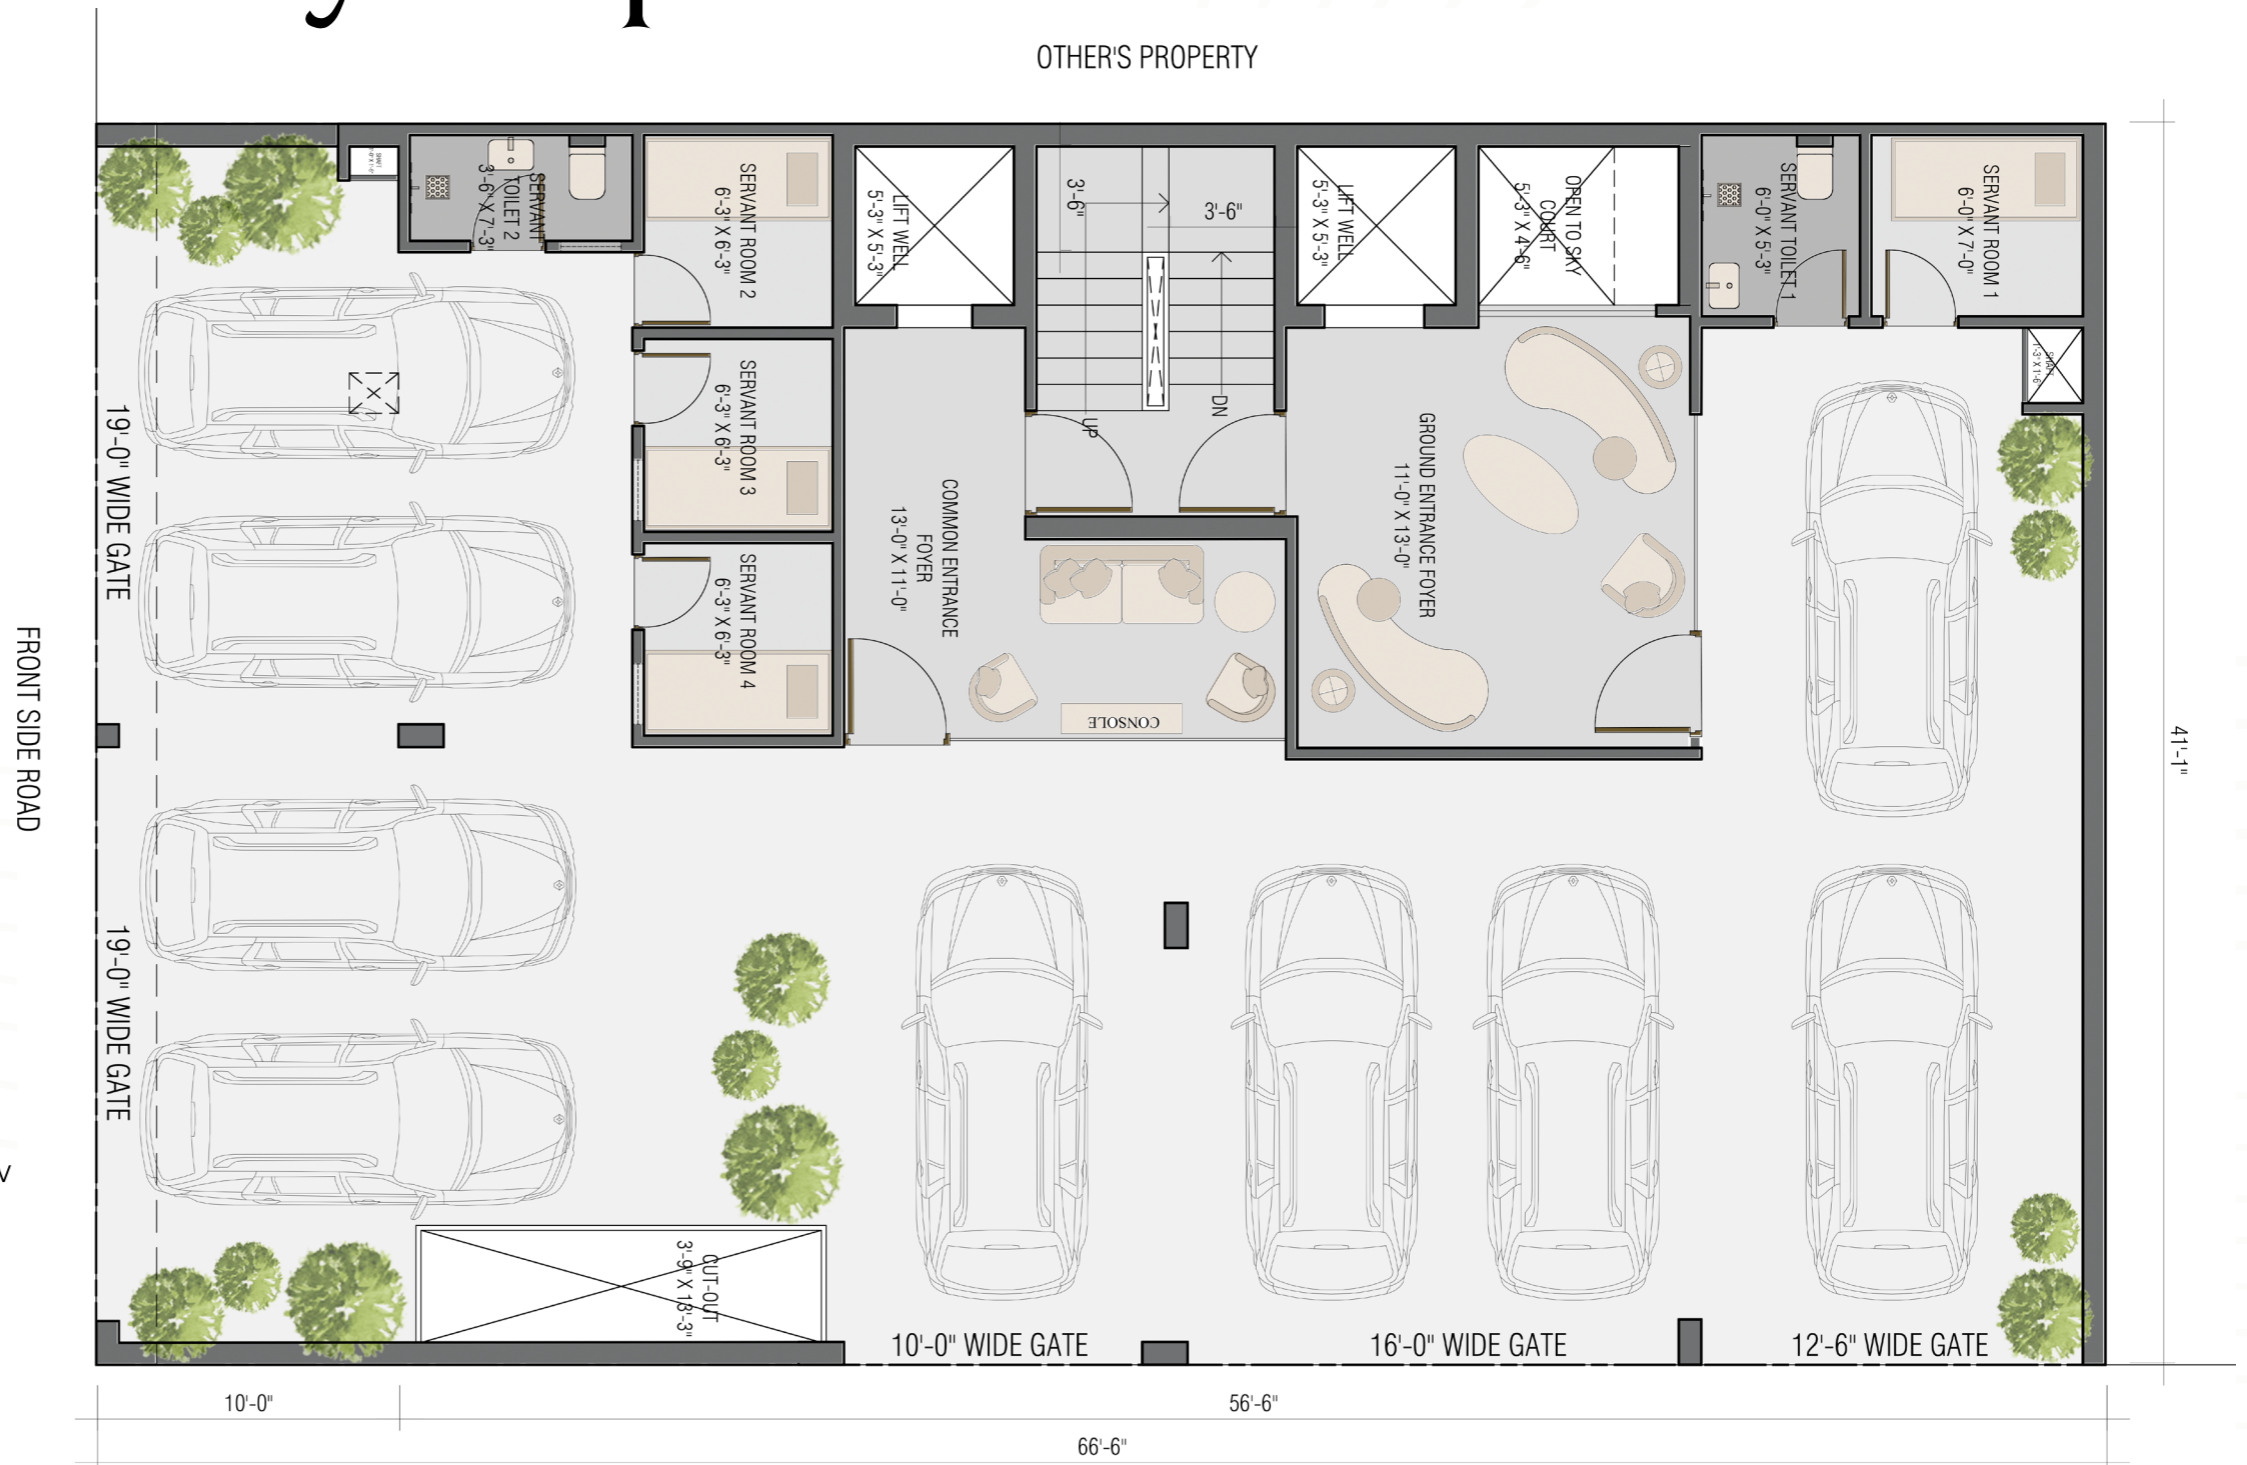 OTHER'S PROPERTY
SERVANT
TOILET 2
3'-6" X 7'-3"
SERVANT ROOM 2
6'-3" X 6'-3"
LIFT WELL
5'-3" X 5'-3"
3'-6"
3'-6"
LIFT WELL
5'-3" X 5'-3"
OPEN TO SKY
COURT
5'-3" X 4'-6"
SERVANT TOILET 1
6'-0" X 5'-3"
SERVANT ROOM 1
6'-0" X 7'-0"
SHAFT
1'-3" X 1'-6"
SERVANT ROOM 3
6'-3" X 6'-3"
UP
DN
19'-0" WIDE GATE
COMMON ENTRANCE
FOYER
13'-0" X 11'-0"
GROUND ENTRANCE FOYER
11'-0" X 13'-0"
SERVANT ROOM 4
6'-3" X 6'-3"
CONSOLE
FRONT SIDE ROAD
41'-1"
19'-0" WIDE GATE
CUT-OUT
3'-9" X 13'-3"
10'-0" WIDE GATE
16'-0" WIDE GATE
12'-6" WIDE GATE
10'-0"
56'-6"
66'-6"